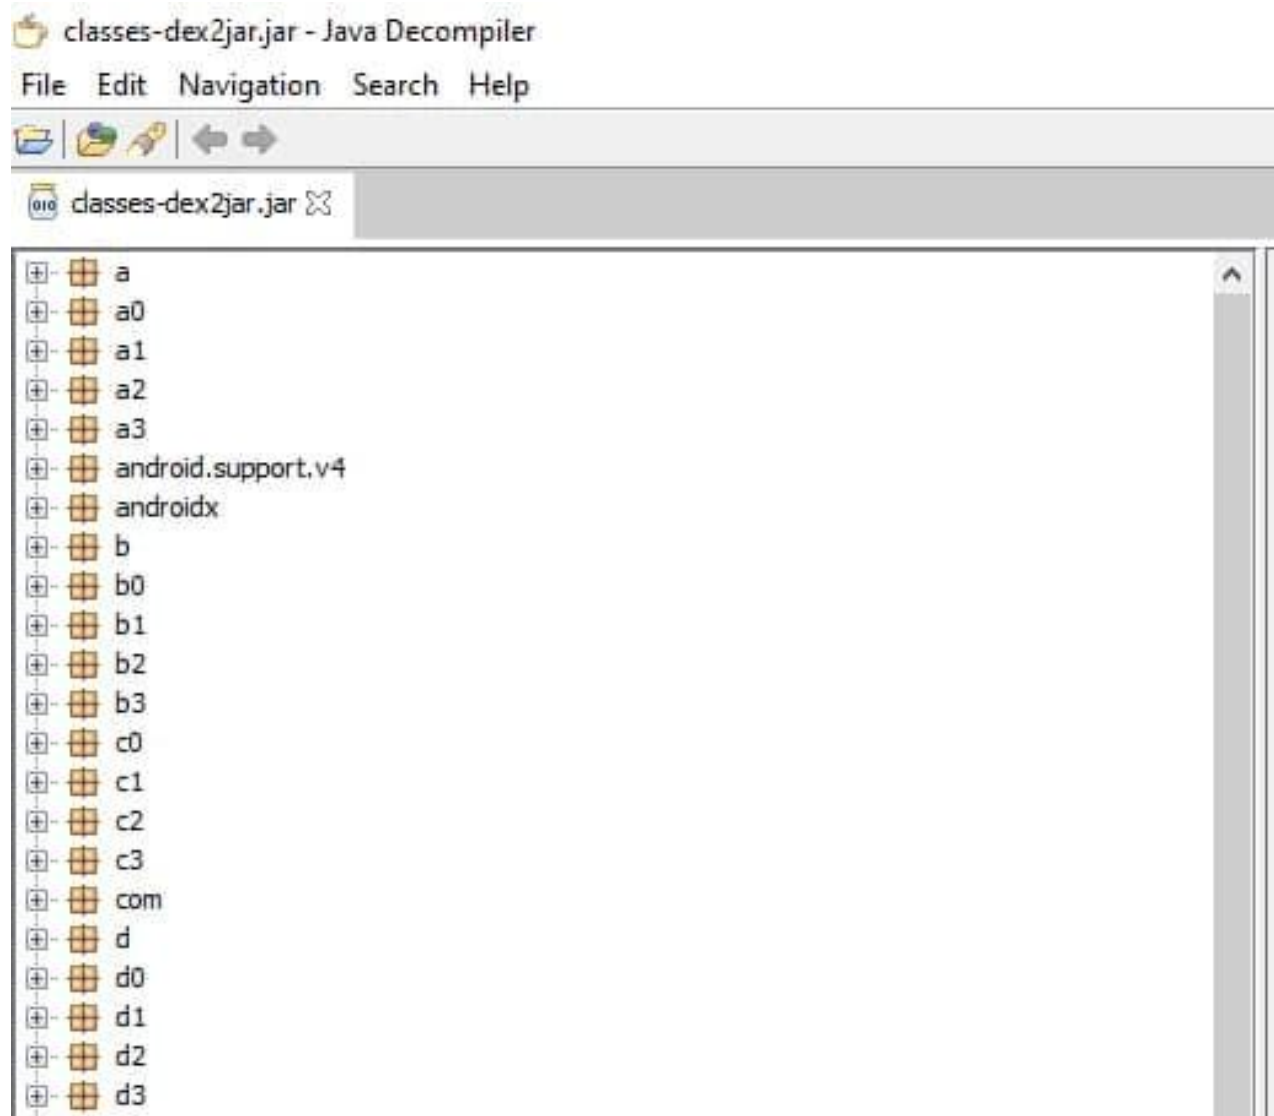 classes-dex2jar.jar - Java Decompiler
File Edit Navigation Search Help
classes-dex2jar.jar
a
a0
a1
a2
a3
android.support.v4
androidx
b
b0
b1
b2
b3
c0
c1
c2
c3
com
d
d0
d1
d2
d3